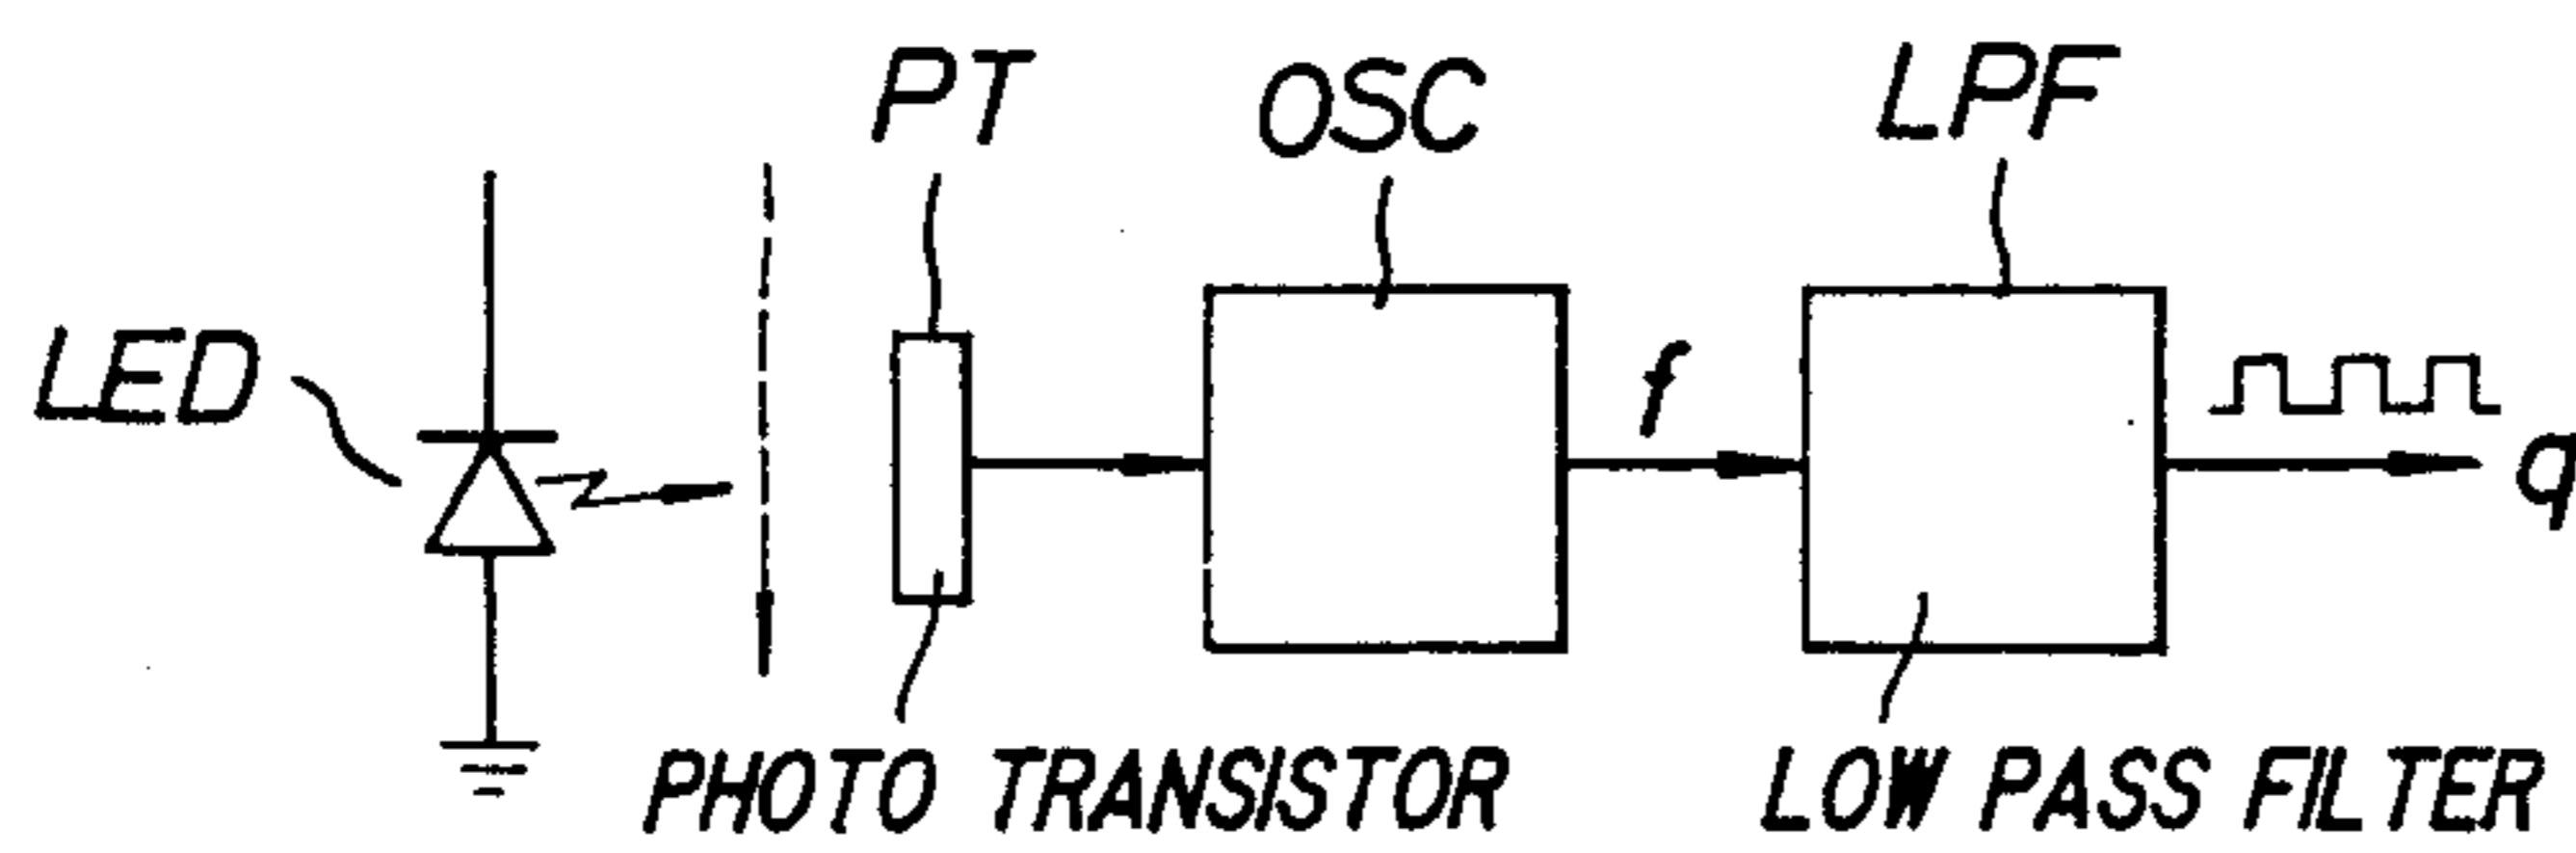 PT
OSC
LPF
LED
f
q
PHOTO TRANSISTOR
LOW PASS FILTER